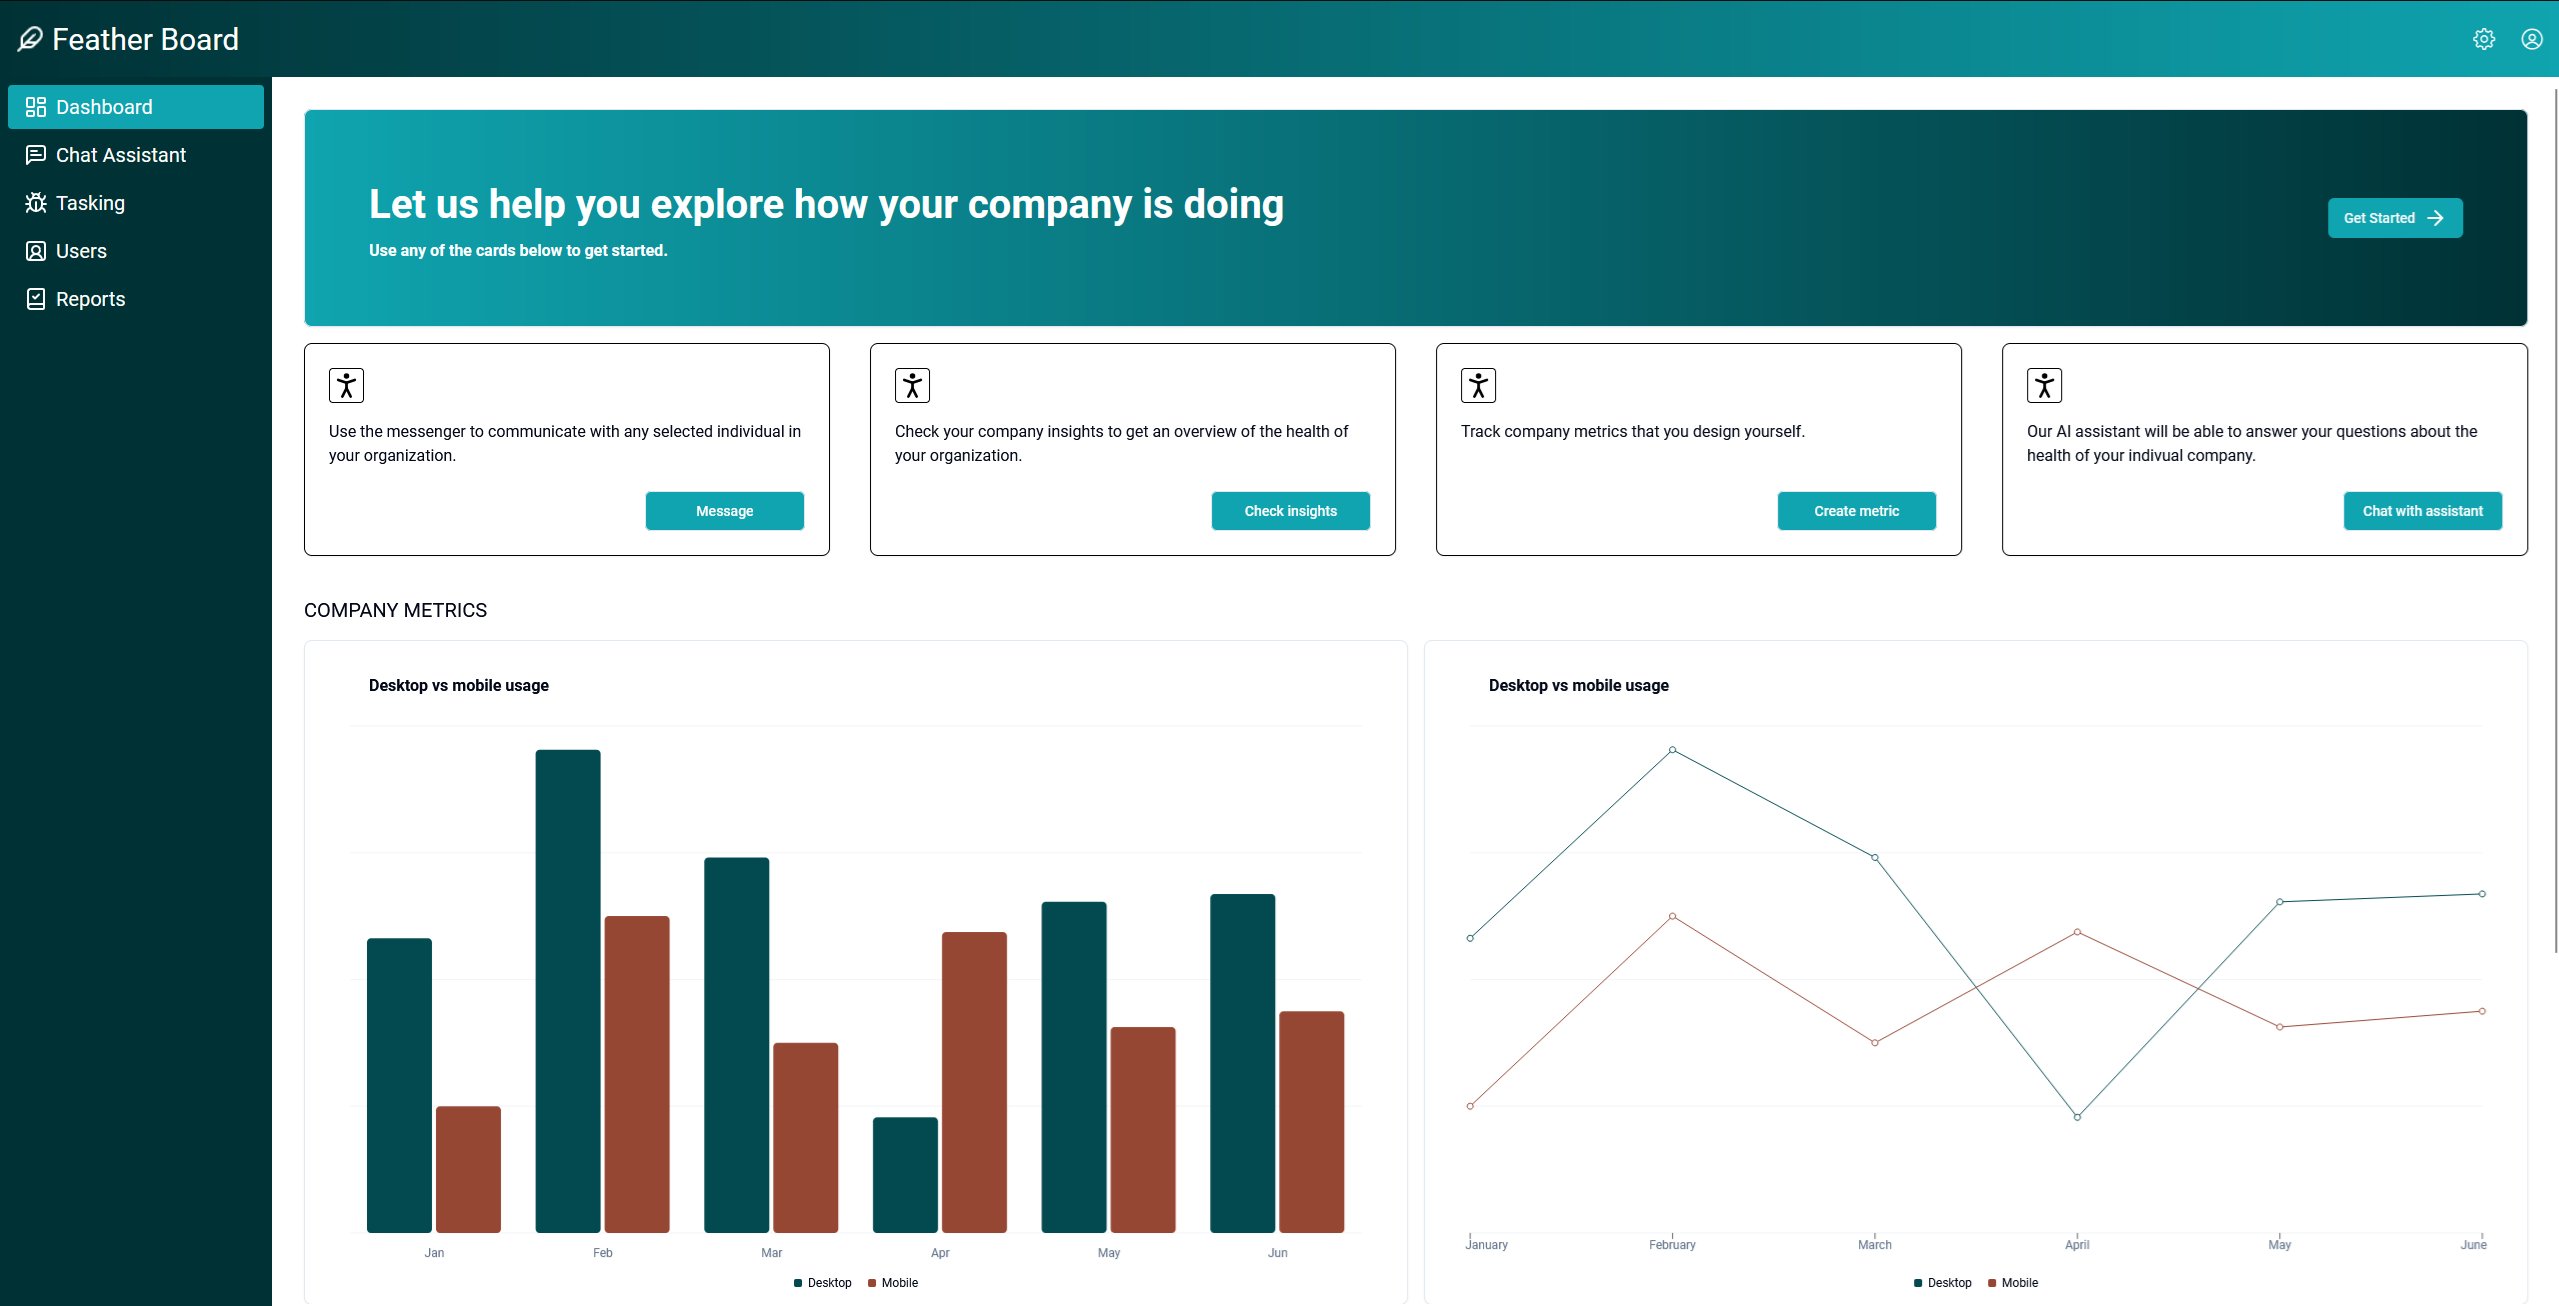 Feather Board
Dashboard
Chat Assistant
Tasking
Users
Reports
Let us help you explore how your company is doing
Use any of the cards below to get started.
Get Started
Use the messenger to communicate with any selected individual in
your organization.
Message
Check your company insights to get an overview of the health of
your organization.
Check insights
Track company metrics that you design yourself.
Create metric
Our AI assistant will be able to answer your questions about the
health of your indivual company.
Chat with assistant
COMPANY METRICS
Desktop vs mobile usage
Jan Feb Mar Apr May Jun
Desktop Mobile
Desktop vs mobile usage
January February March April May June
Desktop Mobile